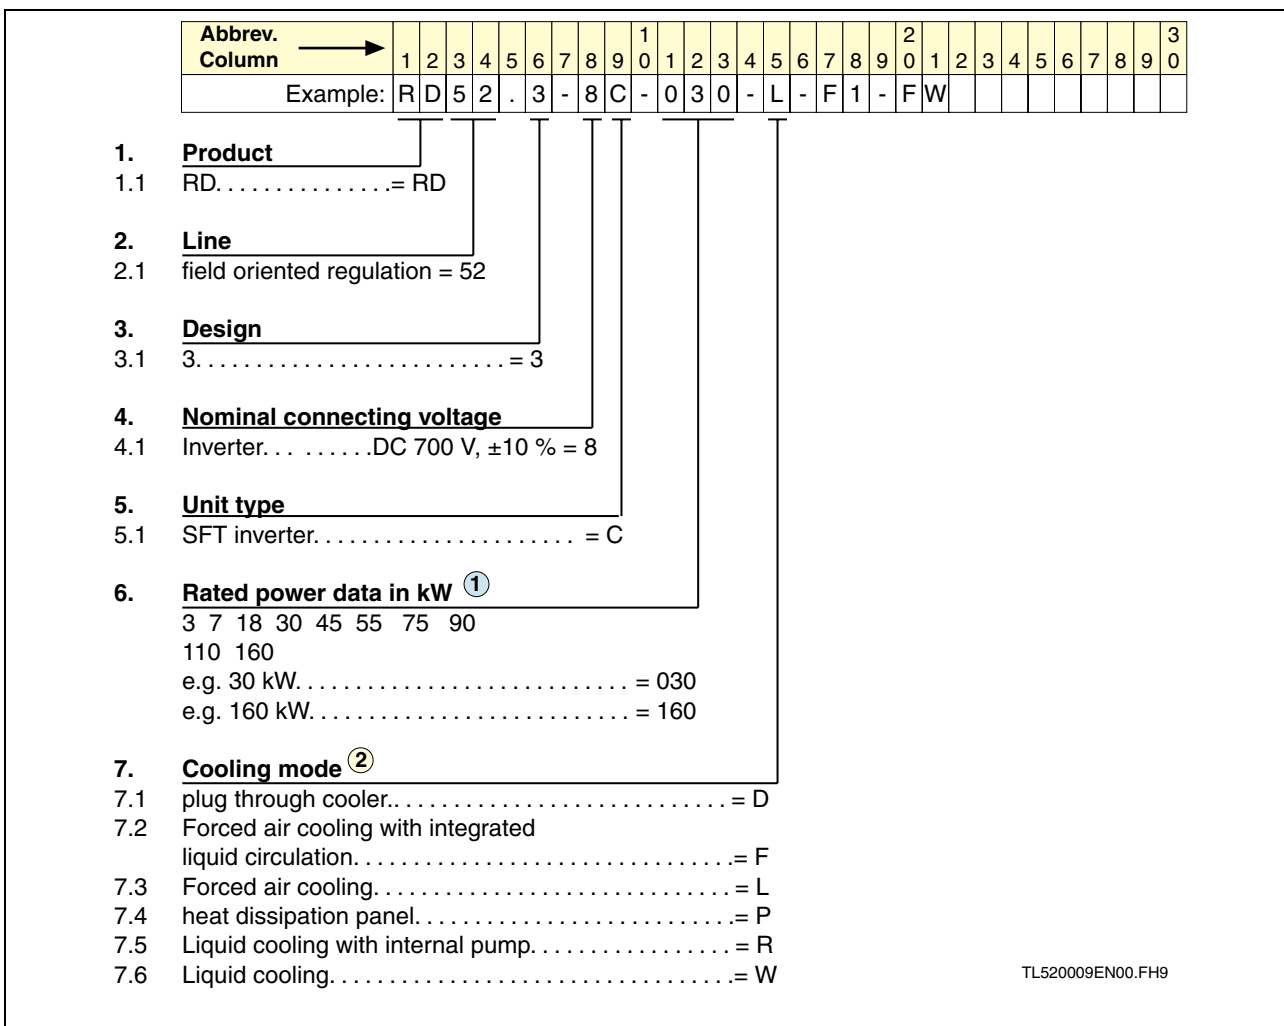 Abbrev. 1 2 3
Column 1 2 3 4 5 6 7 8 9 0 1 2 3 4 5 6 7 8 9 0 1 2 3 4 5 6 7 8 9 0
Example: R D 5 2 . 3 - 8 C - 0 3 0 - L - F 1 - F W
1. Product
1.1 RD. . . . . . . . . . . . . . .= RD
2. Line
2.1 field oriented regulation = 52
3. Design
3.1 3. . . . . . . . . . . . . . . . . . . . . . . . . . = 3
4. Nominal connecting voltage
4.1 Inverter. . . . . . . . . .DC 700 V, ±10 % = 8
5. Unit type
5.1 SFT inverter. . . . . . . . . . . . . . . . . . . . . . = C
6. Rated power data in kW 1
3 7 18 30 45 55 75 90
110 160
e.g. 30 kW. . . . . . . . . . . . . . . . . . . . . . . . . . . . = 030
e.g. 160 kW. . . . . . . . . . . . . . . . . . . . . . . . . . . = 160
7. Cooling mode 2
7.1 plug through cooler.. . . . . . . . . . . . . . . . . . . . . . . . . . . . = D
7.2 Forced air cooling with integrated
liquid circulation. . . . . . . . . . . . . . . . . . . . . . . . . . . . . . . .= F
7.3 Forced air cooling. . . . . . . . . . . . . . . . . . . . . . . . . . . . . . = L
7.4 heat dissipation panel. . . . . . . . . . . . . . . . . . . . . . . . . . .= P
7.5 Liquid cooling with internal pump. . . . . . . . . . . . . . . . . = R
7.6 Liquid cooling. . . . . . . . . . . . . . . . . . . . . . . . . . . . . . . . . .= W
TL520009EN00.FH9